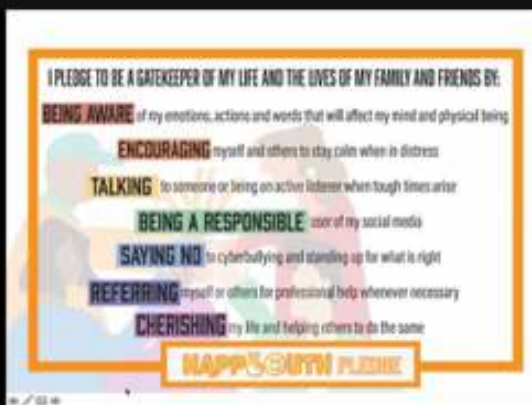 I PLEDGE TO BE A GATEKEEPER OF MY LIFE AND THE LIVES OF MY FAMILY AND FRIENDS BY:
BEING AWARE of my emotions, actions and words that will affect my mind and physical being
ENCOURAGING myself and others to stay calm when in distress
TALKING to someone or being an active listener when tough times arise
BEING A RESPONSIBLE user of my social media
SAYING NO to cyberbullying and standing up for what is right
REFERRING myself or others for professional help whenever necessary
CHERISHING my life and helping others to do the same
PLEDGE